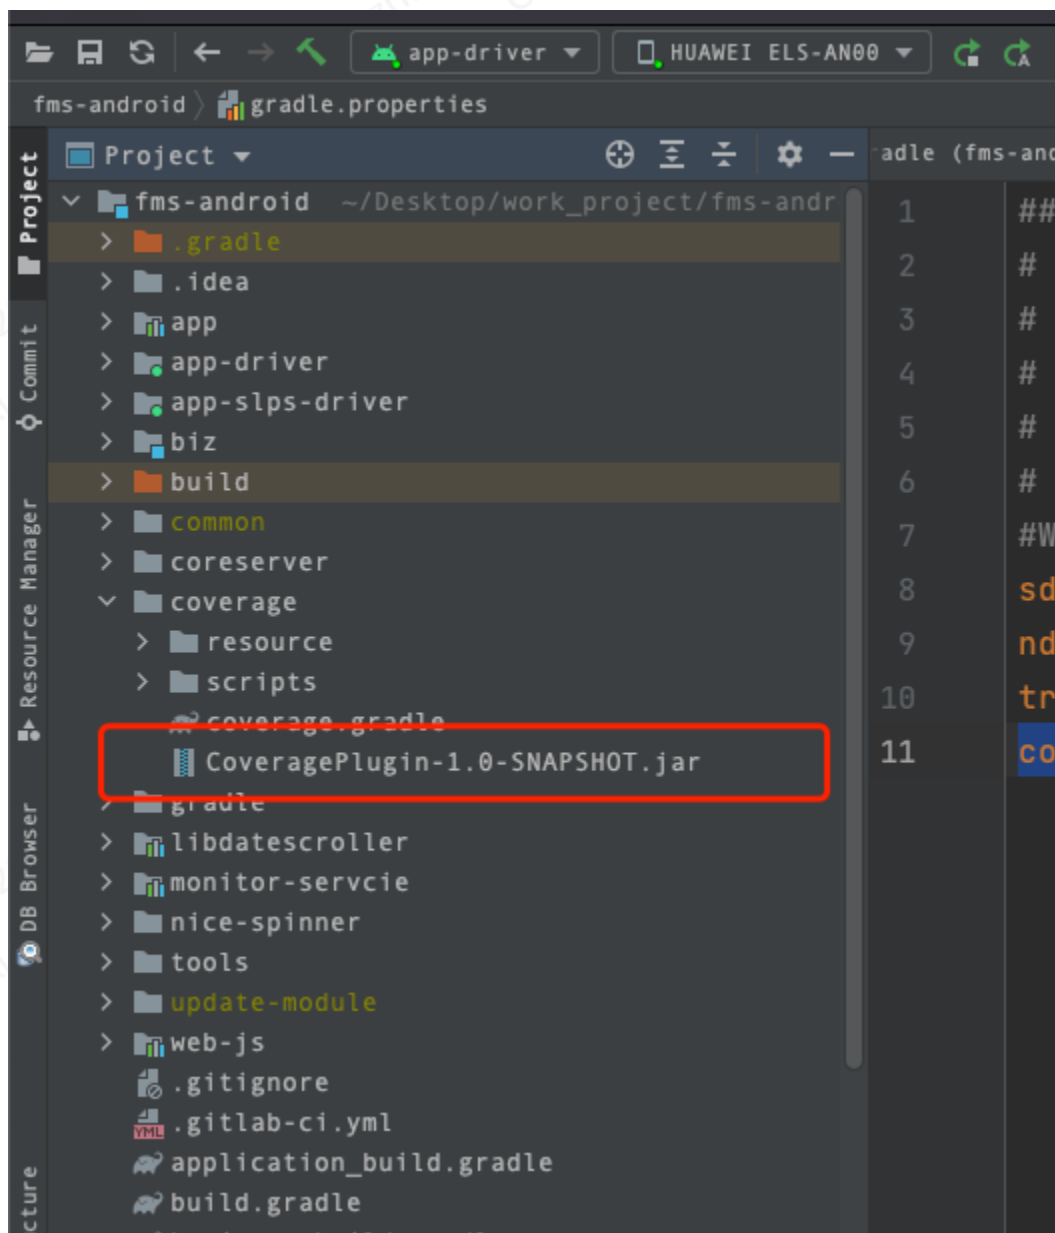 app-driver HUAWEI ELS-AN00
fms-android gradle.properties
Project
adle (fms-and
fms-android ~/Desktop/work_project/fms-andr
.gradle
.idea
app
app-driver
app-slps-driver
biz
build
common
coreserver
coverage
resource
scripts
coverage.gradle
CoveragePlugin-1.0-SNAPSHOT.jar
gradle
libdatescroller
monitor-servcie
nice-spinner
tools
update-module
web-js
.gitignore
.gitlab-ci.yml
application_build.gradle
build.gradle
Project
Commit
Resource Manager
DB Browser
cture
1 ##
2 #
3 #
4 #
5 #
6 #
7 #W
8 sd
9 nd
10 tr
11 co